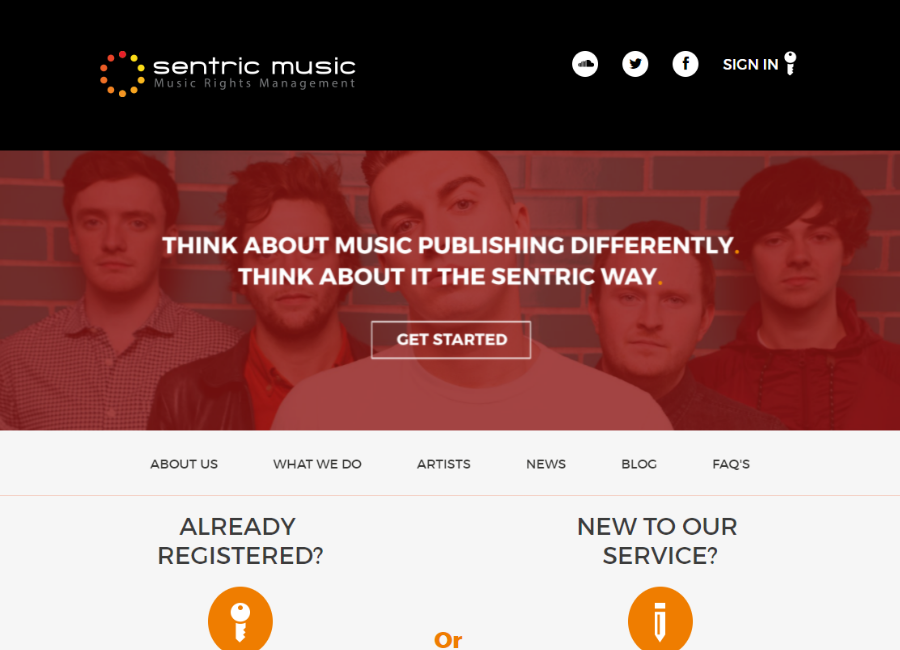 sentric music
Music Rights Management
SIGN IN
THINK ABOUT MUSIC PUBLISHING DIFFERENTLY.
THINK ABOUT IT THE SENTRIC WAY.
GET STARTED
ABOUT US
WHAT WE DO
ARTISTS
NEWS
BLOG
FAQ'S
ALREADY
REGISTERED?
NEW TO OUR
SERVICE?
Or